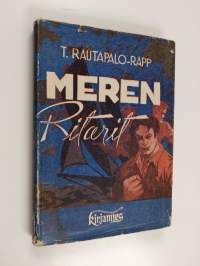 T. RAUTAPALO-RAPP
MEREN
Ritarit
Kirjamies